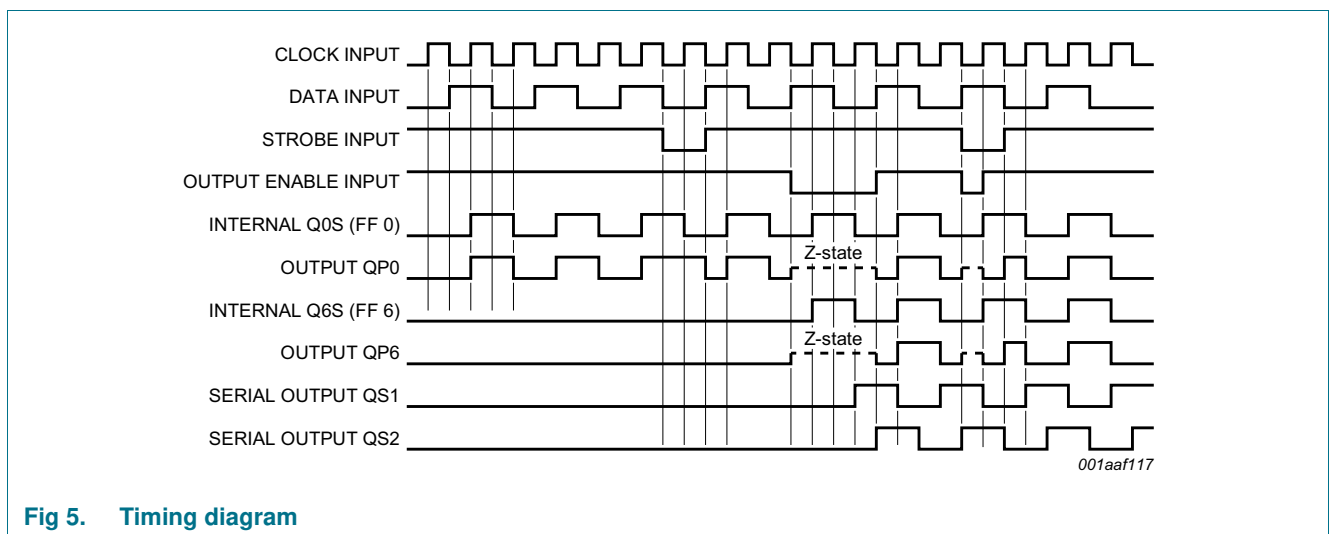 CLOCK INPUT
DATA INPUT
STROBE INPUT
OUTPUT ENABLE INPUT
INTERNAL Q0S (FF 0)
Z-state
OUTPUT QP0
INTERNAL Q6S (FF 6)
Z-state
OUTPUT QP6
SERIAL OUTPUT QS1
SERIAL OUTPUT QS2
001aaf117
Fig 5. Timing diagram